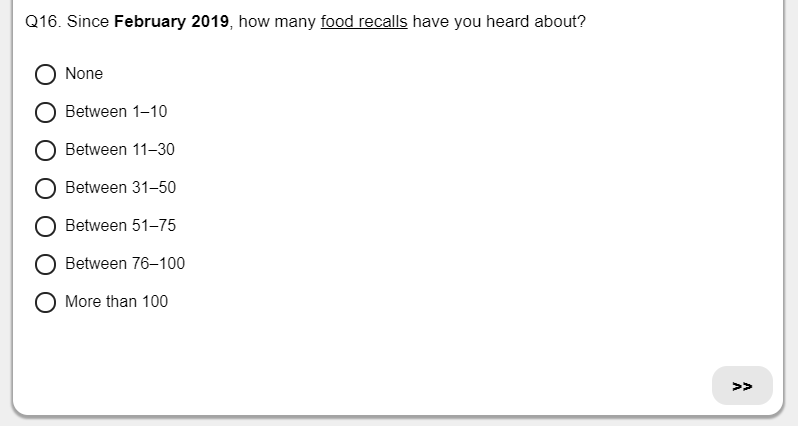 Q16. Since February 2019, how many food recalls have you heard about?
None
Between 1–10
Between 11–30
Between 31–50
Between 51–75
Between 76–100
More than 100
>>